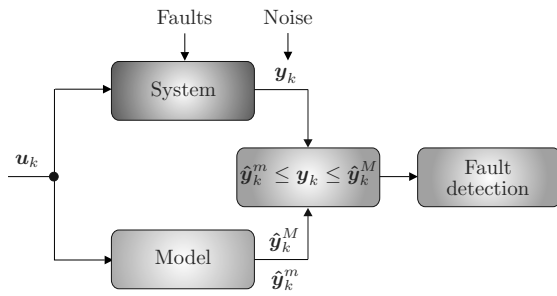 Faults
Noise
System
y_k
u_k
ŷ_k^m ≤ y_k ≤ ŷ_k^M
Fault
detection
Model
ŷ_k^M
ŷ_k^m